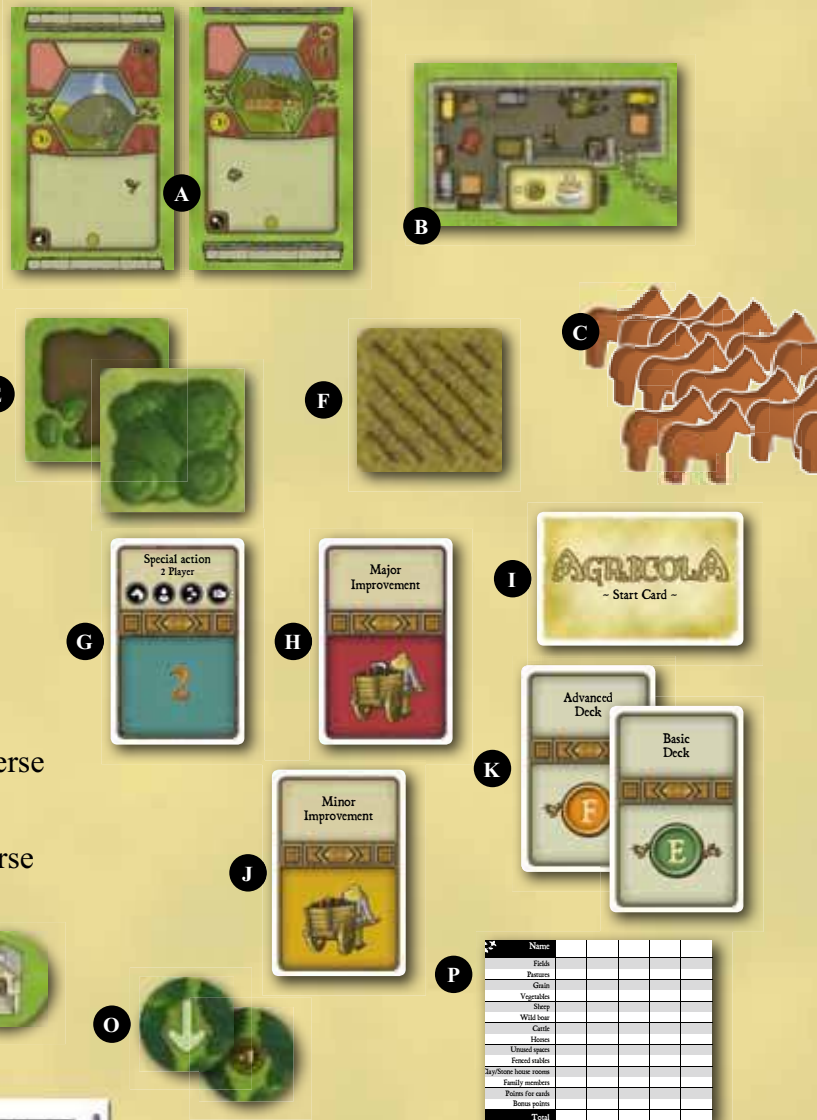 A
B
C
F
Special action
2 Player
G
2
Major
Improvement
H
AGRICOLA
~ Start Card ~
I
Advanced
Deck
F
K
Basic
Deck
E
erse
rse
Minor
Improvement
J
O
P
Name
Fields
Pastures
Grain
Vegetables
Sheep
Wild boar
Cattle
Horses
Unused spaces
Fenced stables
Clay/Stone house rooms
Family members
Points for cards
Bonus points
Total